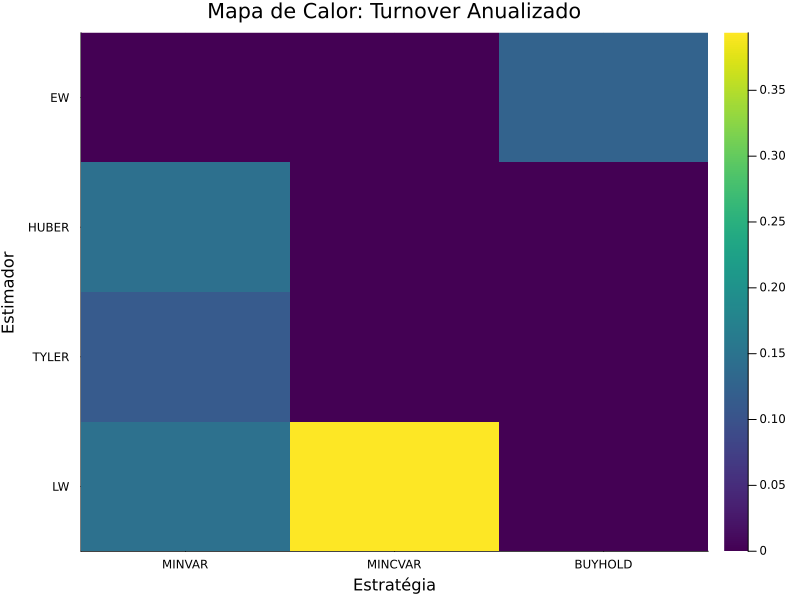 Mapa de Calor: Turnover Anualizado
Estimador
EW
HUBER
TYLER
LW
MINVAR
MINCVAR
BUYHOLD
Estratégia
0.35
0.30
0.25
0.20
0.15
0.10
0.05
0